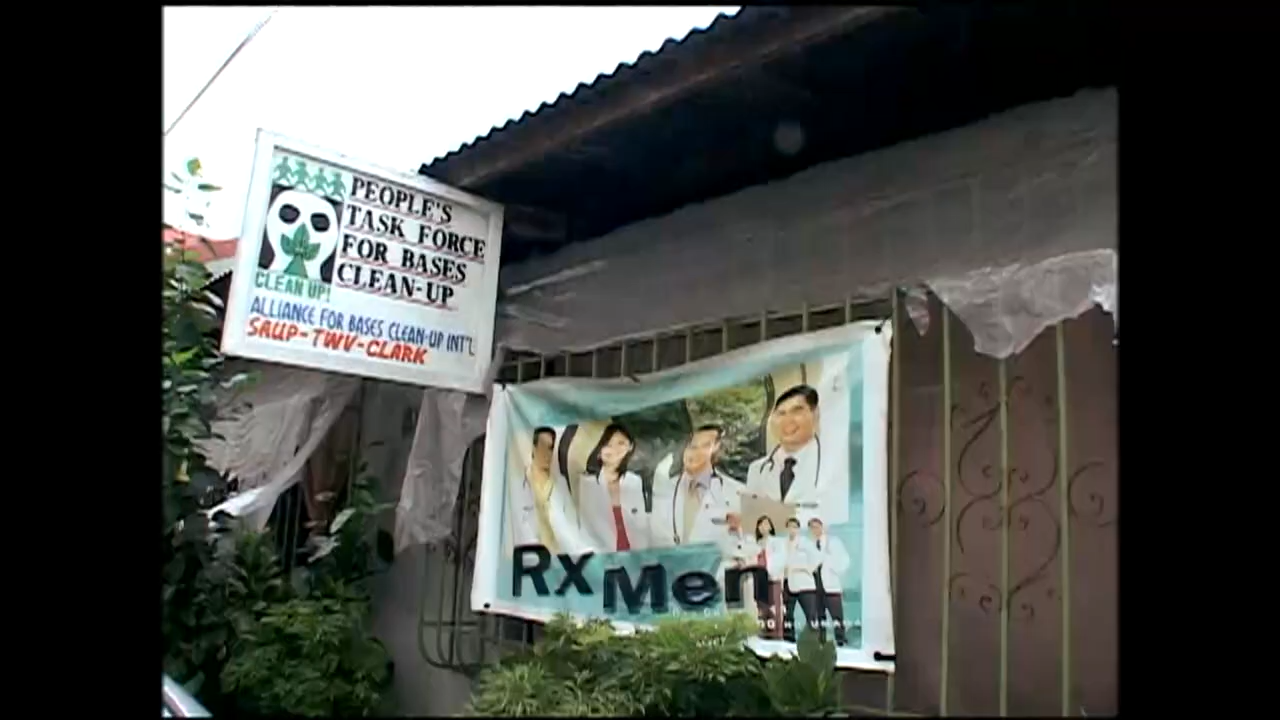 PEOPLE'S
TASK FORCE
FOR BASES
CLEAN-UP
CLEAN UP!
ALLIANCE FOR BASES CLEAN-UP INT'L
SAUP-TWV-CLARK
Rx Men